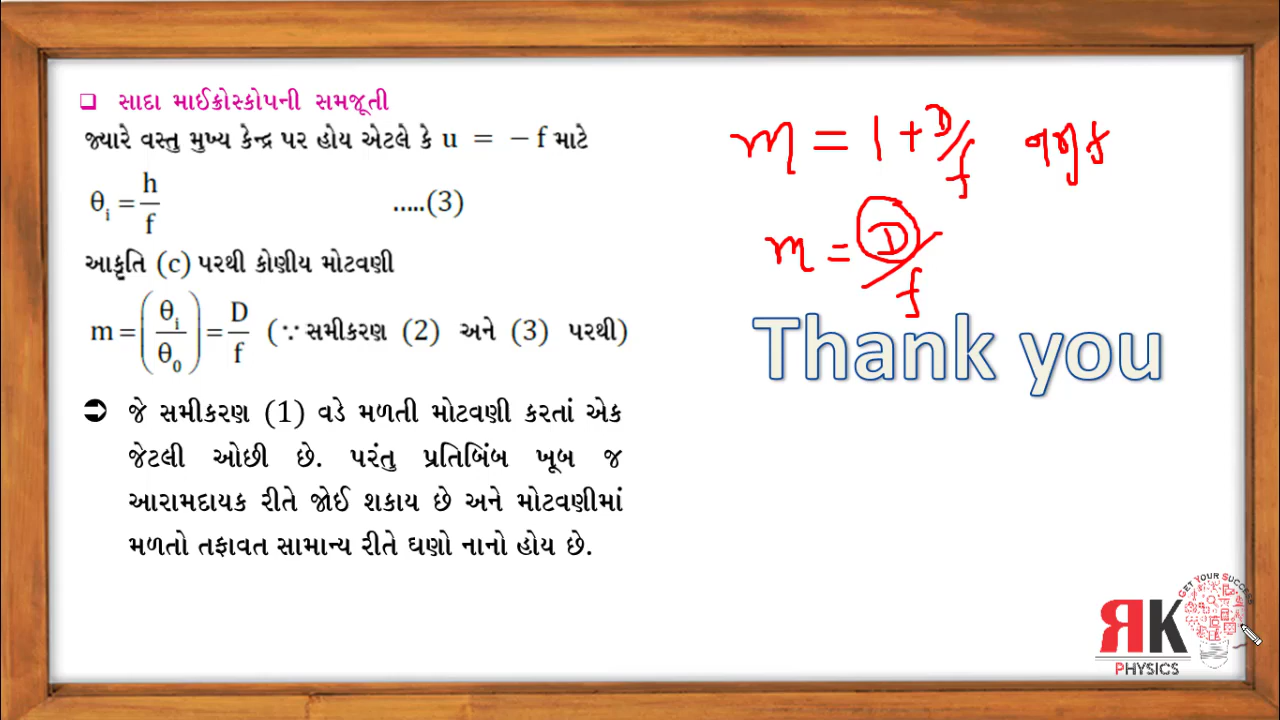 ❑ સાદા માઈક્રોસ્કોપની સમજૂતી
જ્યારે વસ્તુ મુખ્ય કેન્દ્ર પર હોય એટલે કે u = − f માટે
θᵢ = h/f .....(3)
આકૃતિ (c) પરથી કોણીય મોટવણી
m = (θᵢ/θ₀) = D/f (∵ સમીકરણ (2) અને (3) પરથી)
➲ જે સમીકરણ (1) વડે મળતી મોટવણી કરતાં એક
જેટલી ઓછી છે. પરંતુ પ્રતિબિંબ ખૂબ જ
આરામદાયક રીતે જોઈ શકાય છે અને મોટવણીમાં
મળતો તફાવત સામાન્ય રીતે ઘણો નાનો હોય છે.
m = 1 + D/f
m = D/f
Thank you
GET YOUR SUCCESS
RK
PHYSICS